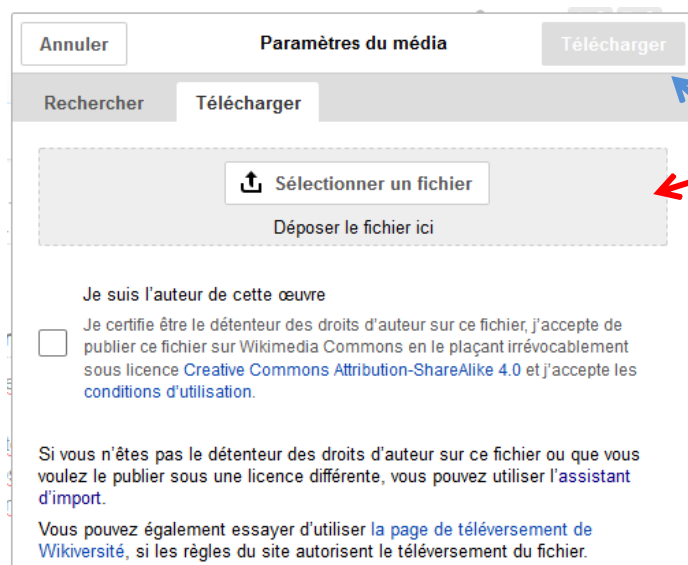 Annuler Paramètres du média Télécharger
Rechercher Télécharger
Sélectionner un fichier
Déposer le fichier ici
Je suis l'auteur de cette œuvre
Je certifie être le détenteur des droits d'auteur sur ce fichier, j'accepte de
publier ce fichier sur Wikimedia Commons en le plaçant irrévocablement
sous licence Creative Commons Attribution-ShareAlike 4.0 et j'accepte les
conditions d'utilisation.
Si vous n'êtes pas le détenteur des droits d'auteur sur ce fichier ou que vous
voulez le publier sous une licence différente, vous pouvez utiliser l'assistant
d'import.
Vous pouvez également essayer d'utiliser la page de téléversement de
Wikiversité, si les règles du site autorisent le téléversement du fichier.